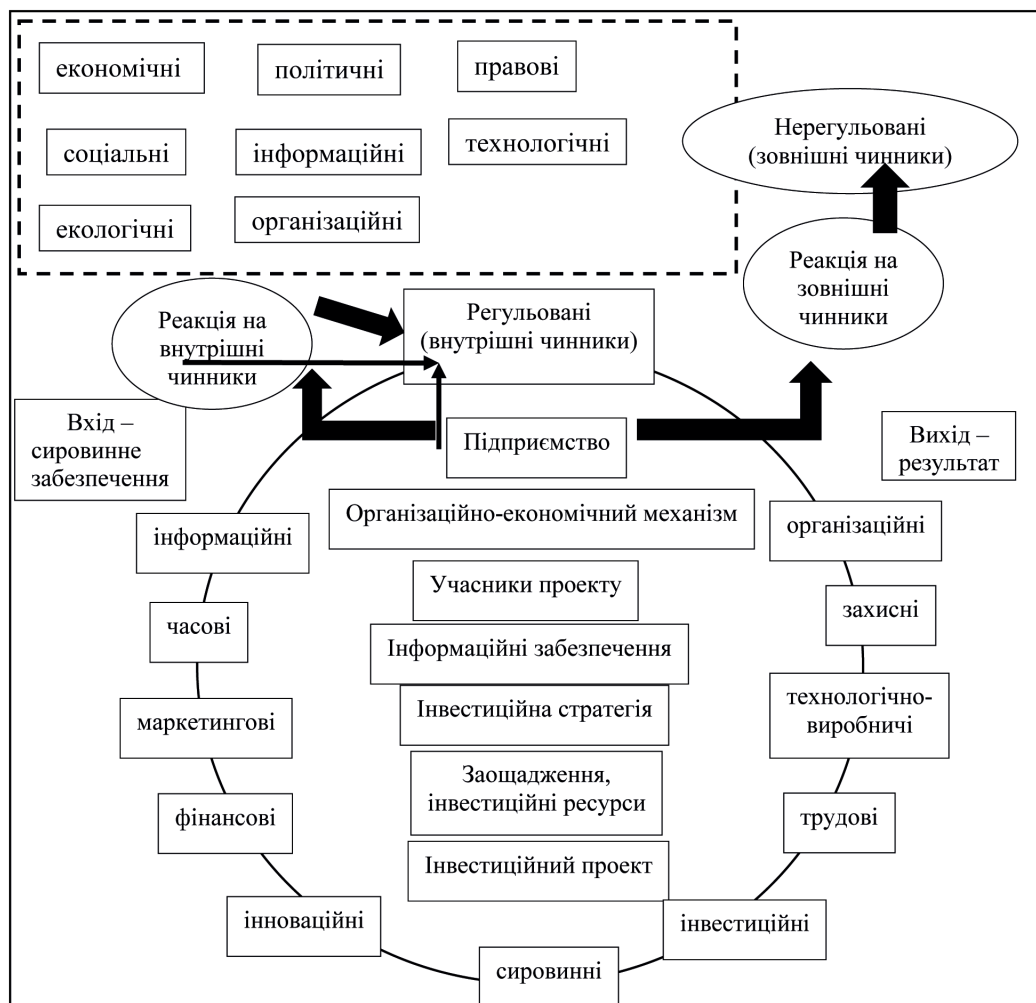 економічні
політичні
правові
соціальні
інформаційні
технологічні
екологічні
організаційні
Нерегульовані
(зовнішні чинники)
Реакція на
зовнішні
чинники
Реакція на
внутрішні
чинники
Регульовані
(внутрішні чинники)
Вхід –
сировинне
забезпечення
Підприємство
Вихід –
результат
Організаційно-економічний механізм
інформаційні
організаційні
Учасники проекту
часові
захисні
Інформаційні забезпечення
маркетингові
Інвестиційна стратегія
технологічно-
виробничі
Заощадження,
інвестиційні ресурси
фінансові
трудові
Інвестиційний проект
інноваційні
інвестиційні
сировинні